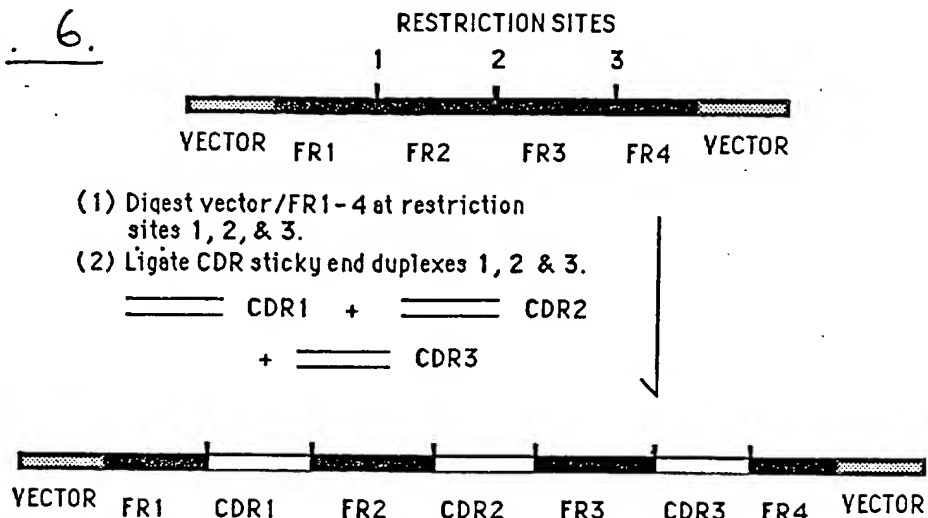 . 6.
RESTRICTION SITES
1 2 3
VECTOR FR1 FR2 FR3 FR4 VECTOR
(1) Digest vector/FR1-4 at restriction
sites 1, 2, & 3.
(2) Ligate CDR sticky end duplexes 1, 2 & 3.
CDR1 + CDR2
+ CDR3
VECTOR FR1 CDR1 FR2 CDR2 FR3 CDR3 FR4 VECTOR